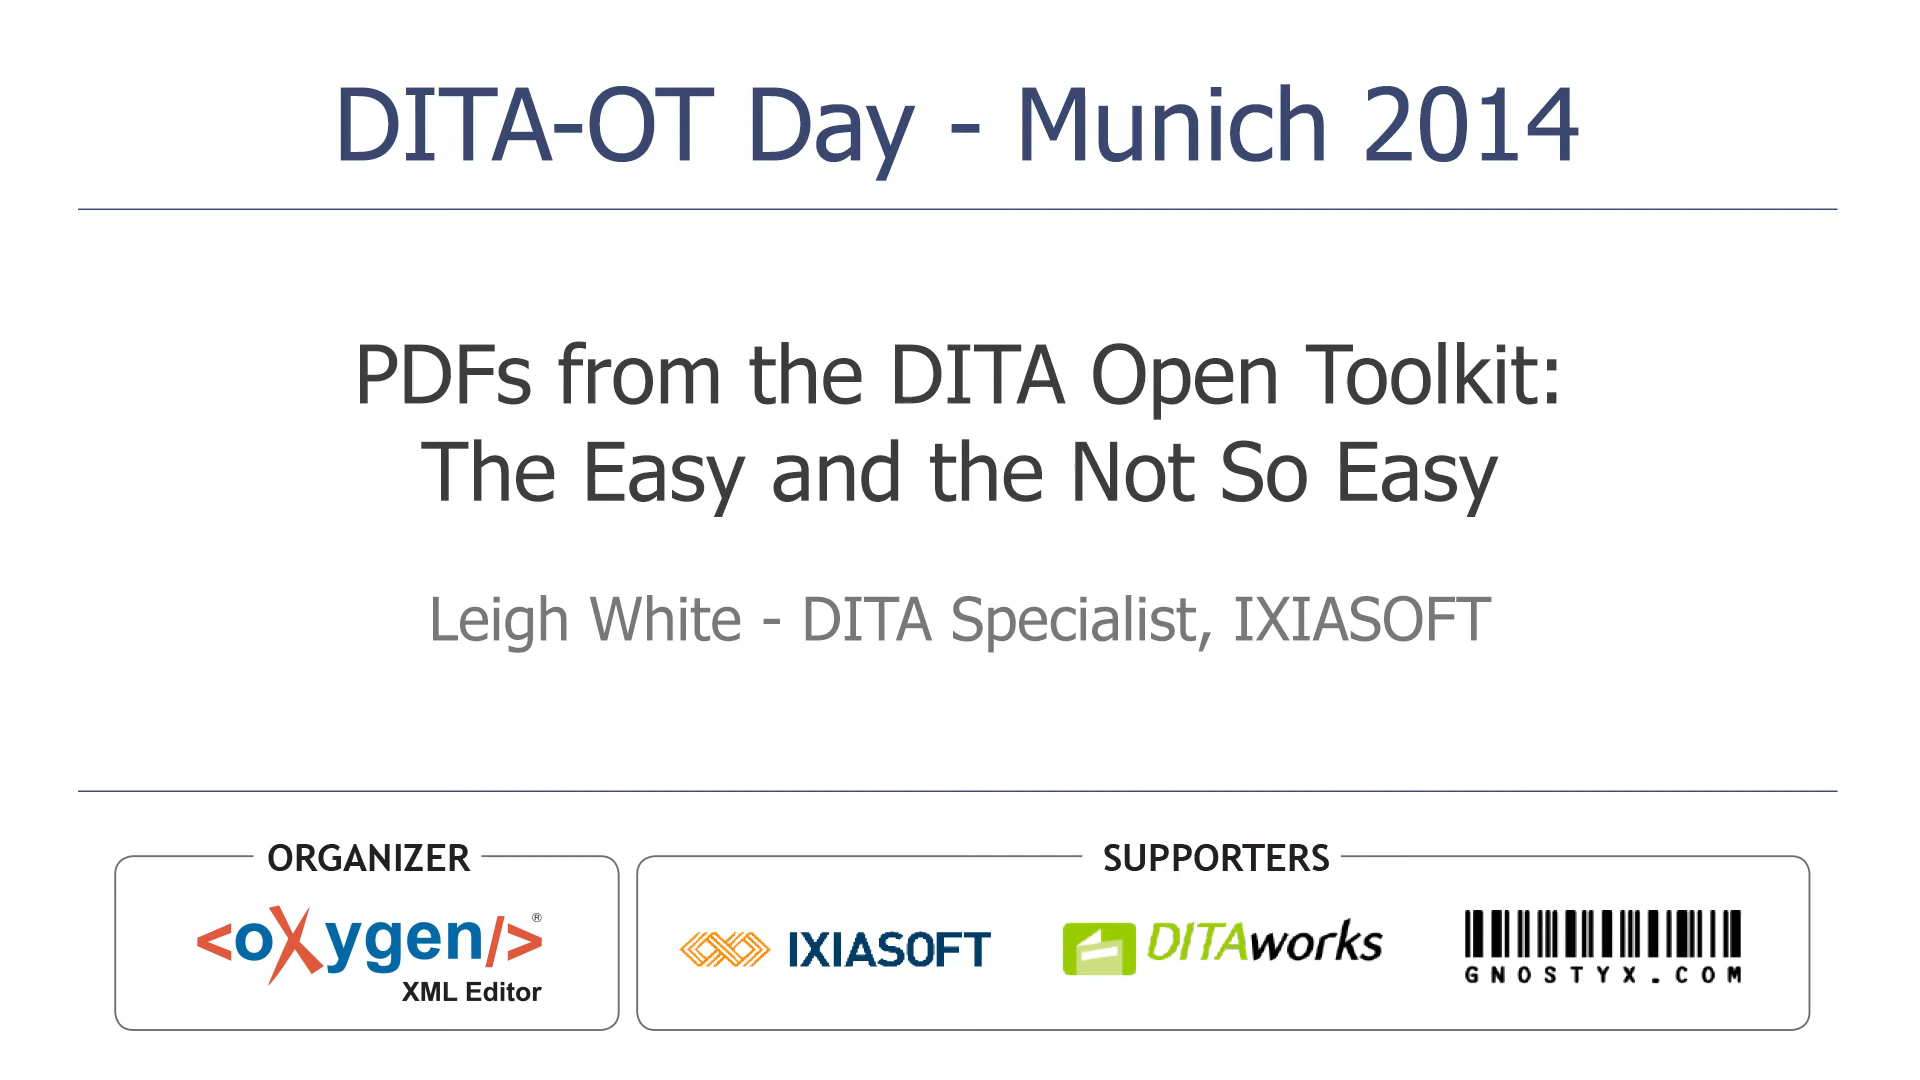 DITA-OT Day - Munich 2014
PDFs from the DITA Open Toolkit:
The Easy and the Not So Easy
Leigh White - DITA Specialist, IXIASOFT
ORGANIZER
<oXygen/>®
XML Editor
SUPPORTERS
IXIASOFT
DITAworks
GNOSTYX.COM